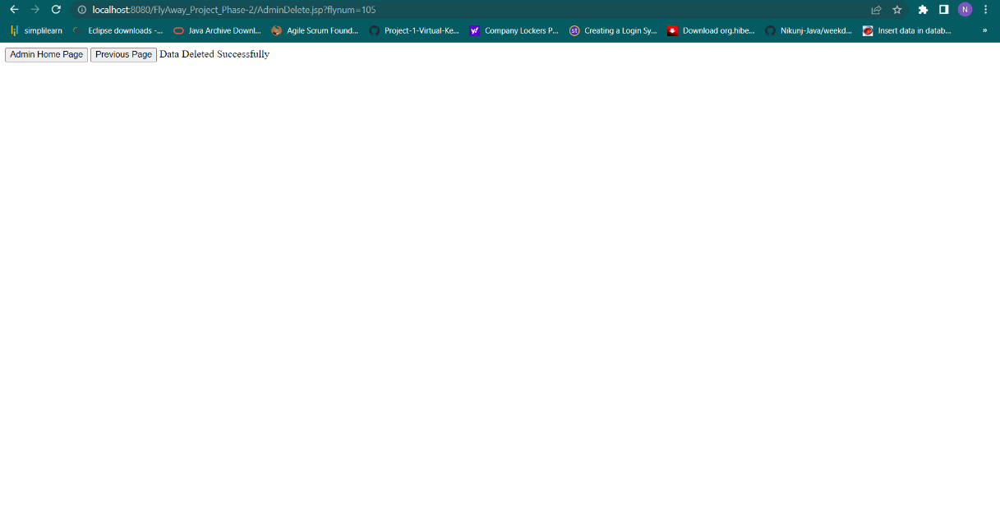 localhost:8080/FlyAway_Project_Phase-2/AdminDelete.jsp?flynum=105 N
simplilearn Eclipse downloads -... Java Archive Downl... Agile Scrum Found... Project-1-Virtual-Ke... y! Company Lockers P... st Creating a Login Sy... Download org.hibe... Nikunj-Java/weekd... Insert data in datab... »
Admin Home Page Previous Page Data Deleted Successfully